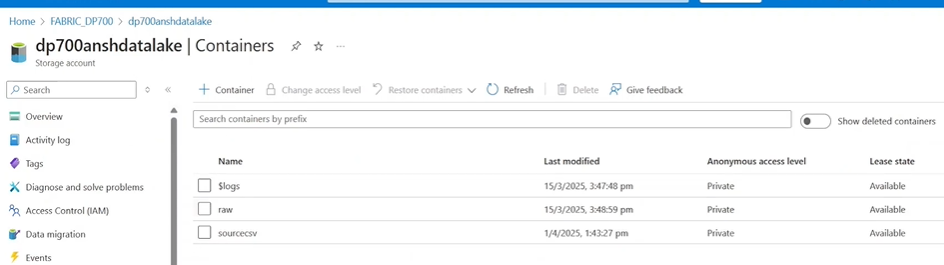 Home > FABRIC_DP700 > dp700anshdatalake
dp700anshdatalake | Containers
Storage account
Search
+ Container Change access level Restore containers Refresh Delete Give feedback
Search containers by prefix
Show deleted containers
Overview
Activity log
Tags
Diagnose and solve problems
Access Control (IAM)
Data migration
Events
Name Last modified Anonymous access level Lease state
$logs 15/3/2025, 3:47:48 pm Private Available
raw 15/3/2025, 3:48:59 pm Private Available
sourcecsv 1/4/2025, 1:43:27 pm Private Available